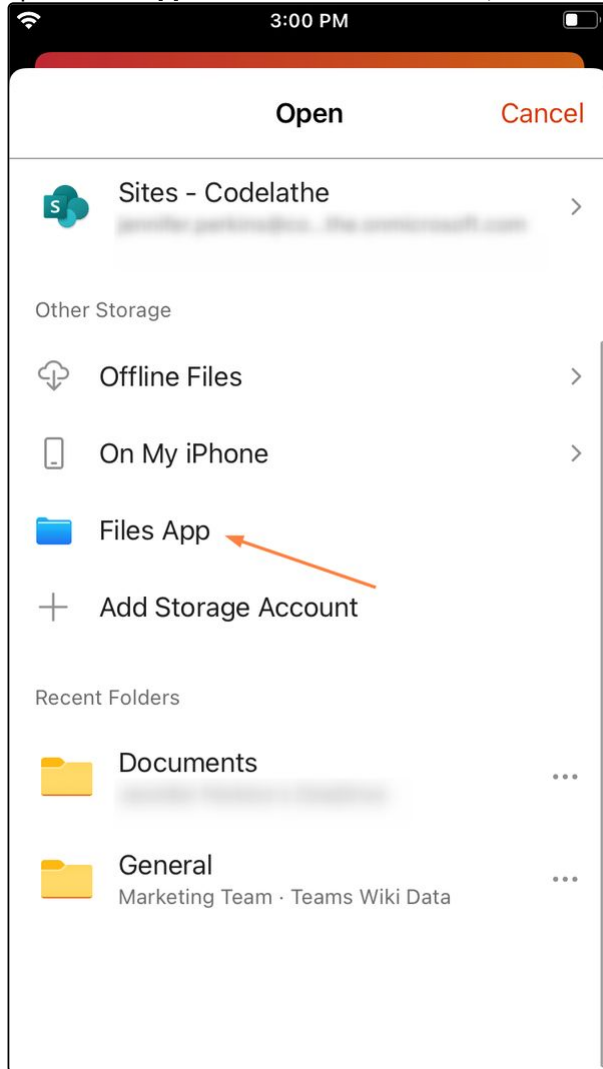 3:00 PM
Open
Cancel
S
Sites - Codelathe
Other Storage
Offline Files
On My iPhone
Files App
Add Storage Account
Recent Folders
Documents
General
Marketing Team · Teams Wiki Data